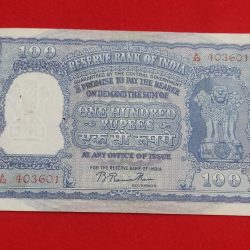 100 RESERVE BANK OF INDIA
GUARANTEED BY THE CENTRAL GOVERNMENT
I PROMISE TO PAY THE BEARER
ON DEMAND THE SUM OF
ONE HUNDRED
RUPEES
AT ANY OFFICE OF ISSUE
FOR THE RESERVE BANK OF INDIA
GOVERNOR
403601
403601
100